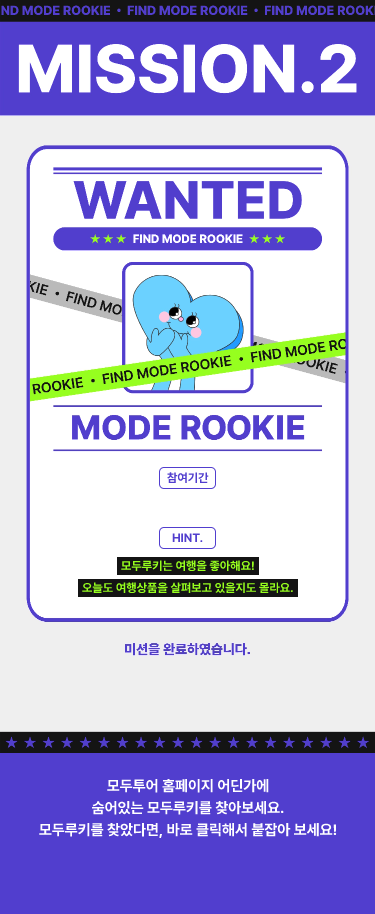 ND MODE ROOKIE • FIND MODE ROOKIE • FIND MODE ROOK
MISSION.2
WANTED
★★★ FIND MODE ROOKIE ★★★
KIE • FIND MO
ROOKIE • FIND MODE ROOKIE • FIND MODE RO
OOKIE
MODE ROOKIE
참여기간
HINT.
모두루키는 여행을 좋아해요!
오늘도 여행상품을 살펴보고 있을지도 몰라요.
미션을 완료하였습니다.
모두투어 홈페이지 어딘가에
숨어있는 모두루키를 찾아보세요.
모두루키를 찾았다면, 바로 클릭해서 붙잡아 보세요!